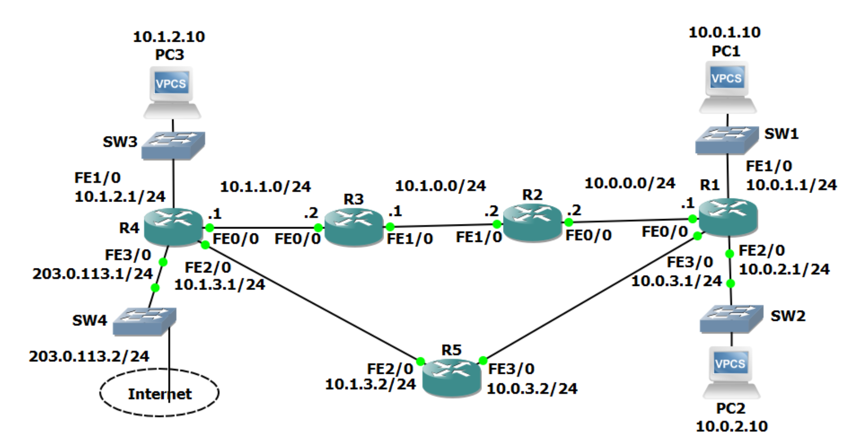 10.1.2.10
PC3
VPCS
SW3
FE1/0
10.1.2.1/24
R4
.1
FE0/0
10.1.1.0/24
.2
FE0/0
R3
.1
FE1/0
10.1.0.0/24
.2
FE1/0
R2
.2
FE0/0
10.0.0.0/24
.1
FE0/0
R1
10.0.1.10
PC1
VPCS
SW1
FE1/0
10.0.1.1/24
FE3/0
203.0.113.1/24
FE2/0
10.1.3.1/24
SW4
203.0.113.2/24
Internet
R5
FE2/0
10.1.3.2/24
FE3/0
10.0.3.2/24
FE3/0
10.0.3.1/24
FE2/0
10.0.2.1/24
SW2
VPCS
PC2
10.0.2.10